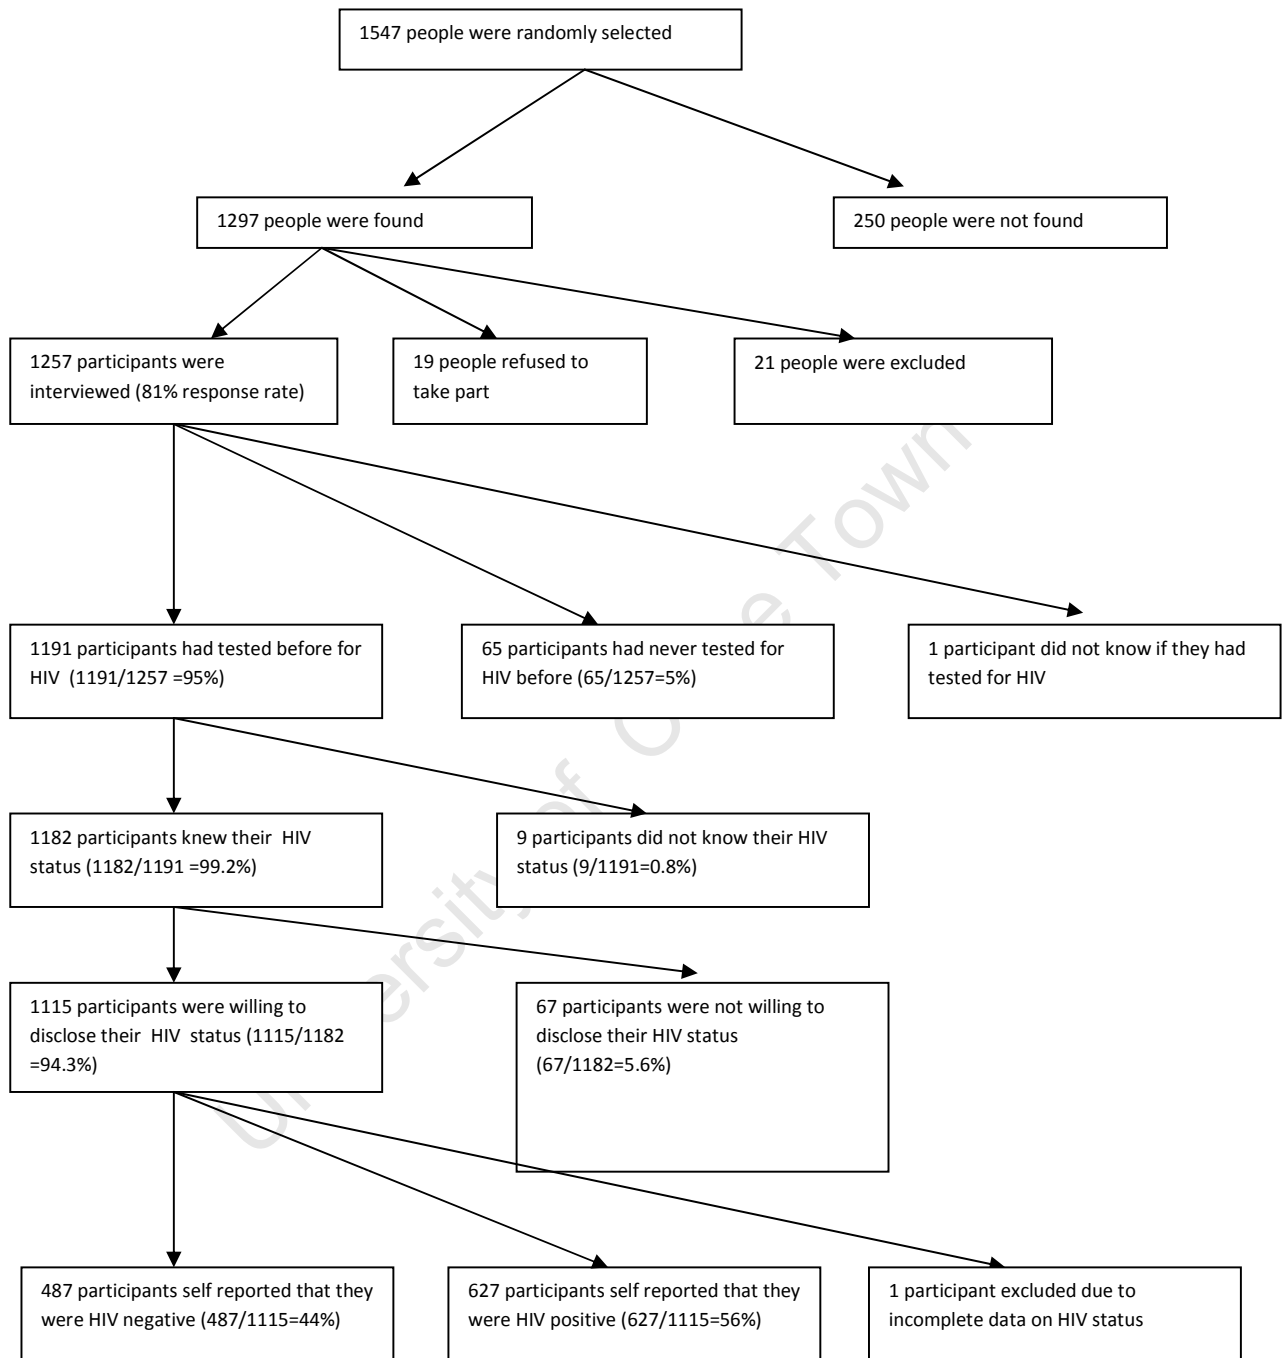 1547 people were randomly selected
1297 people were found
250 people were not found
1257 participants were
interviewed (81% response rate)
19 people refused to
take part
21 people were excluded
1191 participants had tested before for
HIV (1191/1257 =95%)
65 participants had never tested for
HIV before (65/1257=5%)
1 participant did not know if they had
tested for HIV
1182 participants knew their HIV
status (1182/1191 =99.2%)
9 participants did not know their HIV
status (9/1191=0.8%)
1115 participants were willing to
disclose their HIV status (1115/1182
=94.3%)
67 participants were not willing to
disclose their HIV status
(67/1182=5.6%)
487 participants self reported that they
were HIV negative (487/1115=44%)
627 participants self reported that they
were HIV positive (627/1115=56%)
1 participant excluded due to
incomplete data on HIV status
University of Cape Town